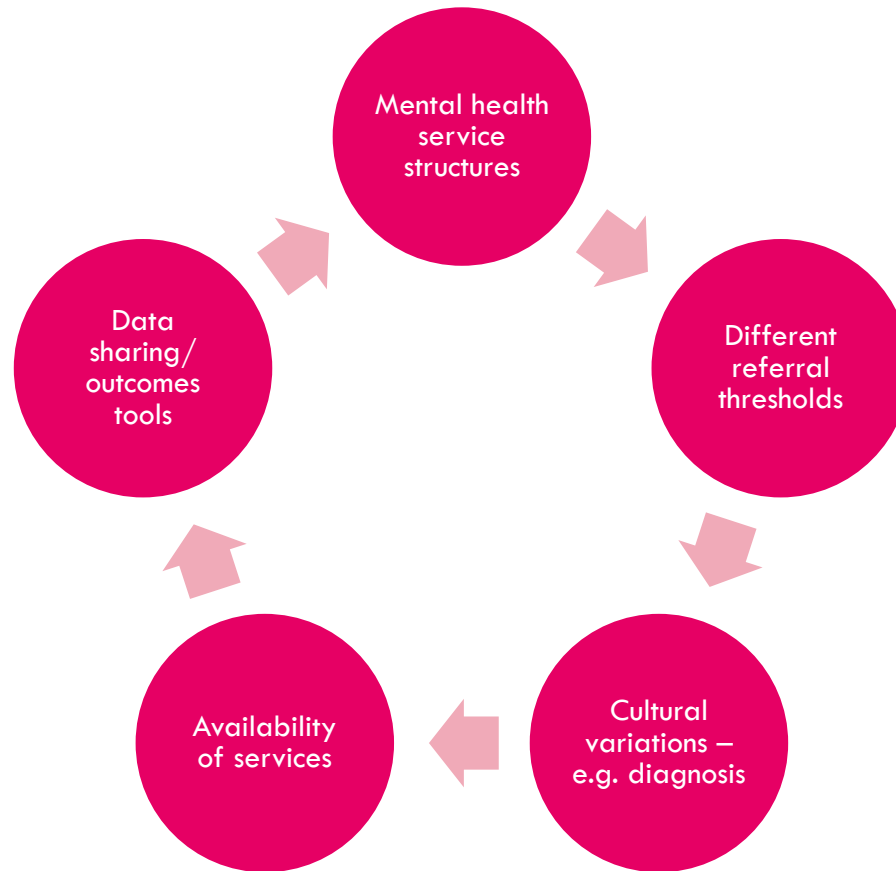 Mental health
service
structures
Different
referral
thresholds
Cultural
variations –
e.g. diagnosis
Availability
of services
Data
sharing/
outcomes
tools